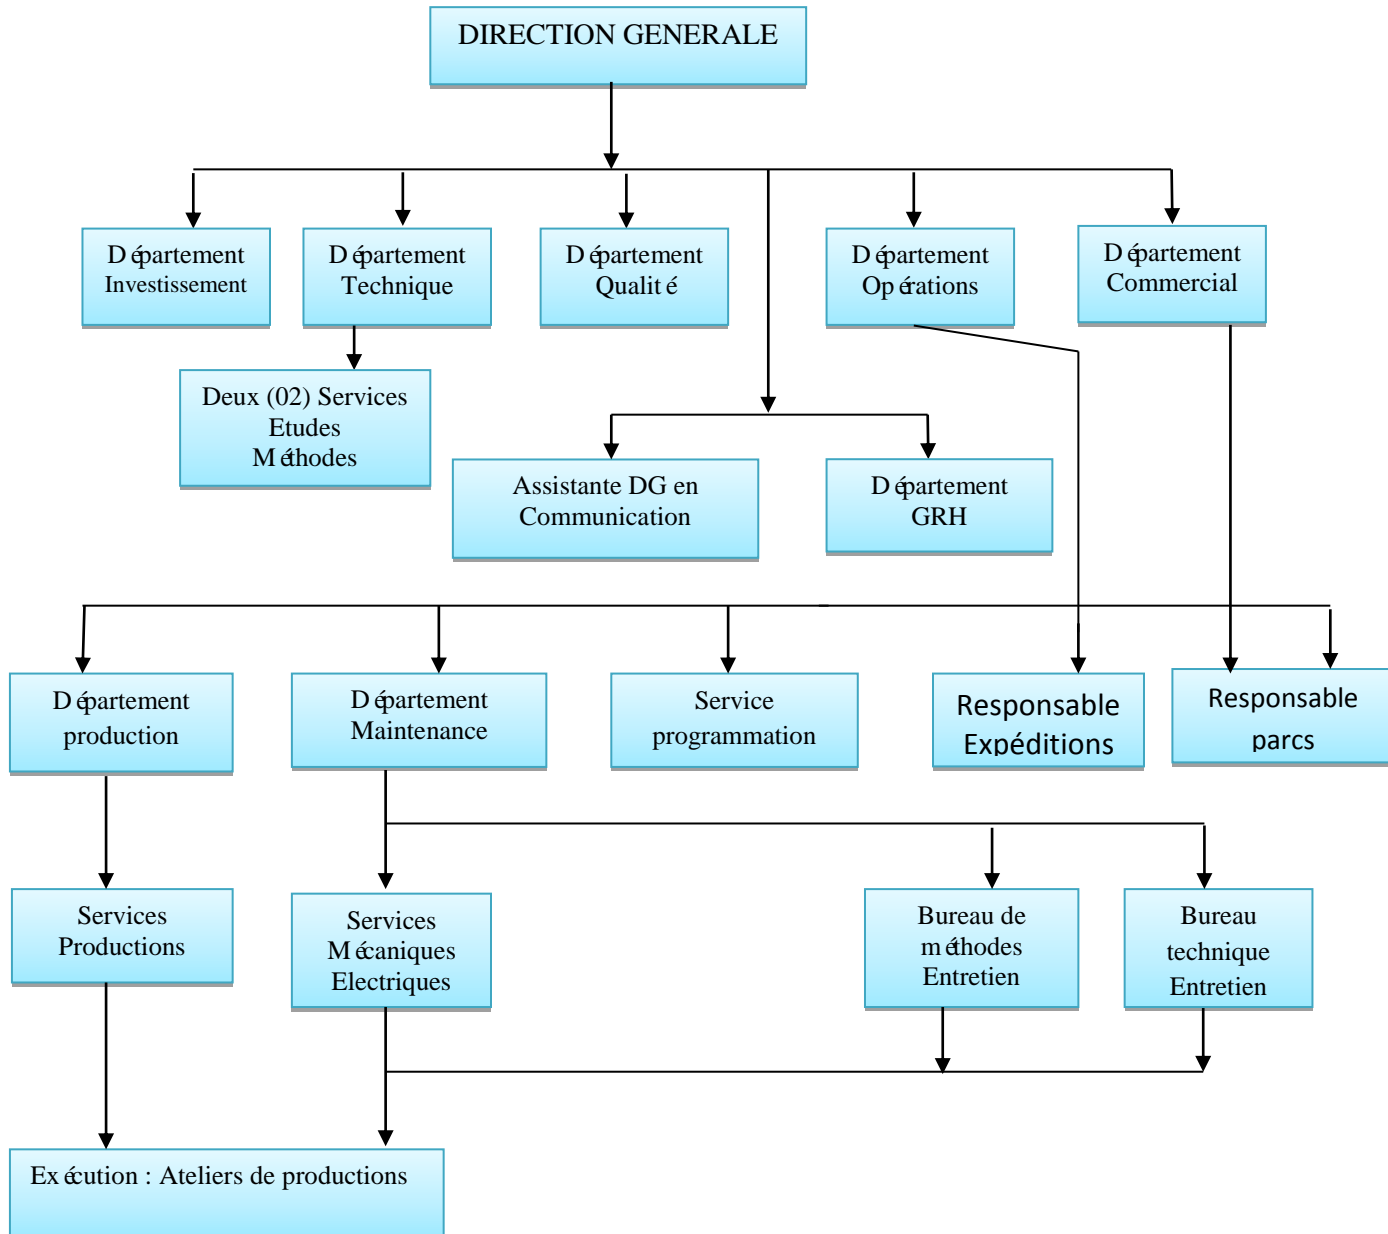 DIRECTION GENERALE
Département
Investissement
Département
Technique
Département
Qualité
Département
Opérations
Département
Commercial
Deux (02) Services
Etudes
Méthodes
Assistante DG en
Communication
Département
GRH
Département
production
Département
Maintenance
Service
programmation
Responsable
Expéditions
Responsable
parcs
Services
Productions
Services
Mécaniques
Electriques
Bureau de
méthodes
Entretien
Bureau
technique
Entretien
Exécution : Ateliers de productions